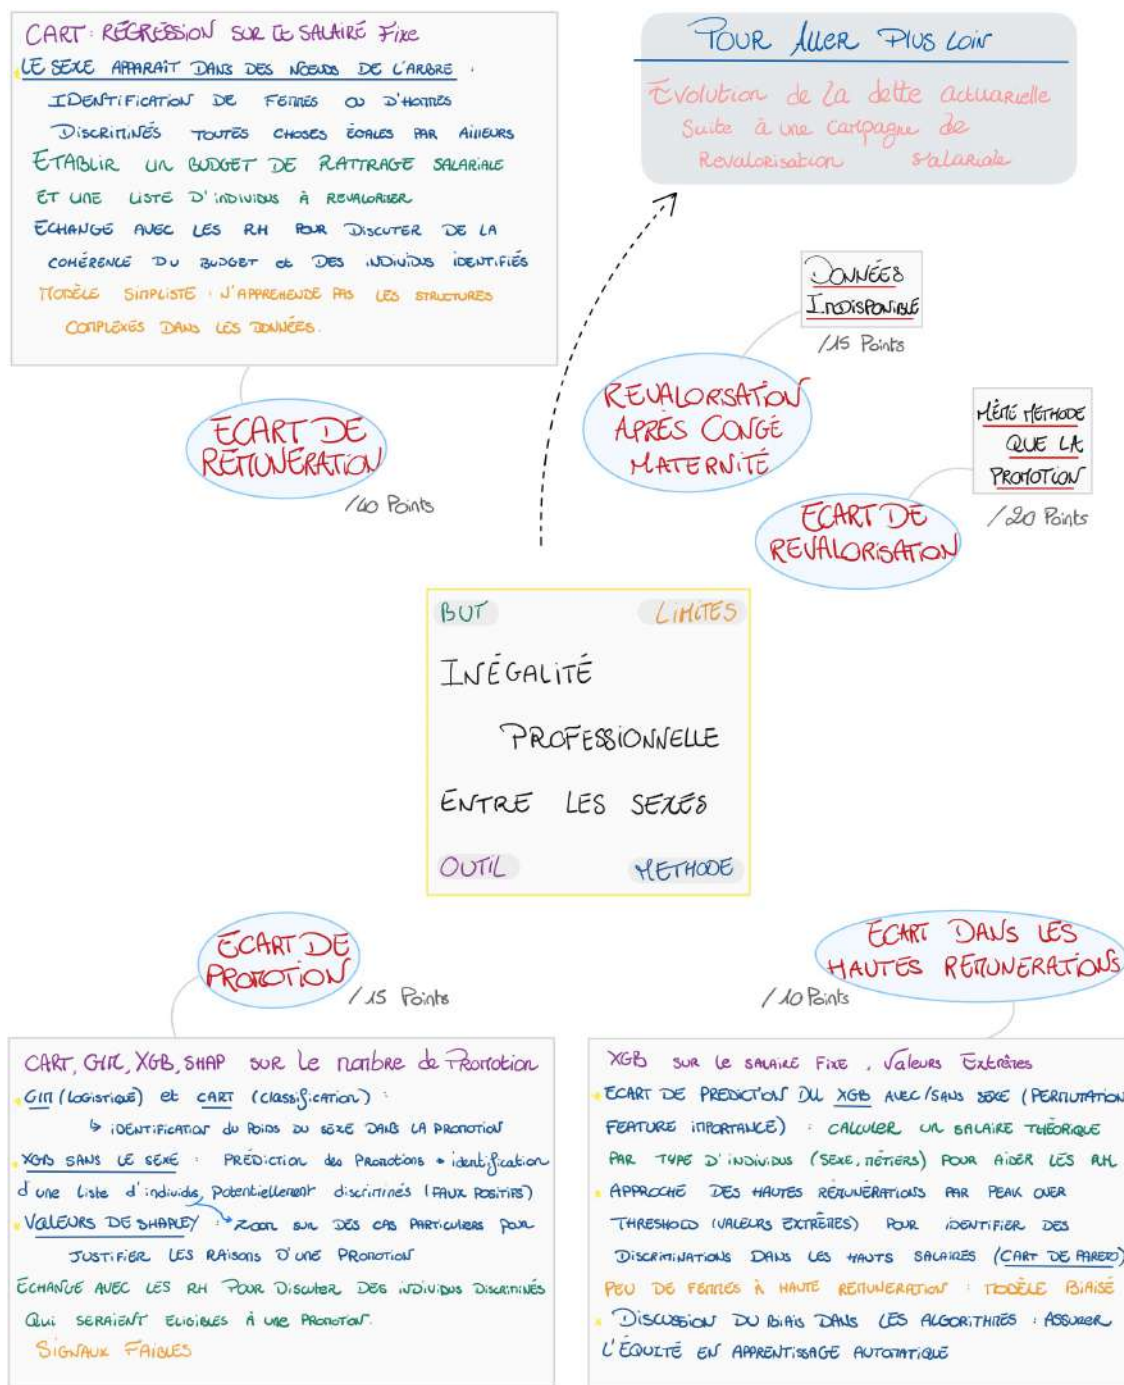 CART : RÉGRESSION SUR LE SALAIRE Fixe
LE SEXE APPARAIT DANS DES NŒUDS DE L'ARBRE :
IDENTIFICATION DE FEMMES OU D'HOMMES
DISCRIMINÉS TOUTES CHOSES ÉGALES PAR AILLEURS
ETABLIR UN BUDGET DE RATTRAGE SALARIALE
ET UNE LISTE D'INDIVIDUS À REVALORISER
ECHANGE AVEC LES RH POUR DISCUTER DE LA
COHÉRENCE DU BUDGET et DES INDIVIDUS IDENTIFIÉS
MODÈLE SIMPLISTE : N'APPREHENDE PAS LES STRUCTURES
COMPLEXES DANS LES DONNÉES.
ECART DE
RÉMUNÉRATION
/40 Points
POUR Aller PLUS LOIN
Evolution de la dette actuarielle
Suite à une campagne de
Revalorisation salariale
DONNÉES
INDISPONIBLE
/15 Points
REVALORISATION
APRÈS CONGÉ
MATERNITÉ
MÊME MÉTHODE
QUE LA
PROMOTION
/20 Points
ECART DE
REVALORISATION
BUT LIMITES
INÉGALITÉ
PROFESSIONNELLE
ENTRE LES SEXES
OUTIL METHODE
ECART DE
PROMOTION
/15 Points
CART, GLM, XGB, SHAP SUR Le nombre de Promotion
GLM (LOGISTIQUE) et CART (classification) :
↳ IDENTIFICATION du POIDS DU SEXE DANS LA PROMOTION
XGB SANS LE SEXE : PRÉDICTION des PROMOTIONS + identification
d'une liste d'individus, Potentiellement discriminés (FAUX POSITIFS)
VALEURS DE SHAPLEY : ZOOM SUR DES CAS PARTICULIERS pour
JUSTIFIER LES RAISONS D'UNE PROMOTION
ECHANGE AVEC LES RH POUR Discuter DES INDIVIDUS DISCRIMINÉS
Qui SERAIENT ELIGIBLES À UNE PROMOTION.
SIGNAUX FAIBLES
ECART DANS LES
HAUTES RÉMUNERATIONS
/10 Points
XGB SUR LE SALAIRE FIXE, Valeurs Extrêmes
ECART DE PREDICTION DU XGB AVEC/SANS SEXE (PERMUTATION
FEATURE IMPORTANCE) : CALCULER UN SALAIRE THÉORIQUE
PAR TYPE D'INDIVIDUS (SEXE, MÉTIERS) POUR AIDER LES RH.
APPROCHE DES HAUTES RÉMUNÉRATIONS PAR PEAK OVER
THRESHOLD (VALEURS EXTRÊMES) POUR IDENTIFIER DES
DISCRIMINATIONS DANS LES HAUTS SALAIRES (CART DE PARETO)
PEU DE FEMMES À HAUTE RÉMUNERATION : MODÈLE BIAISÉ
DISCUSSION DU BIAIS DANS LES ALGORITHMES : ASSURER
L'ÉQUITÉ EN APPRENTISSAGE AUTOMATIQUE